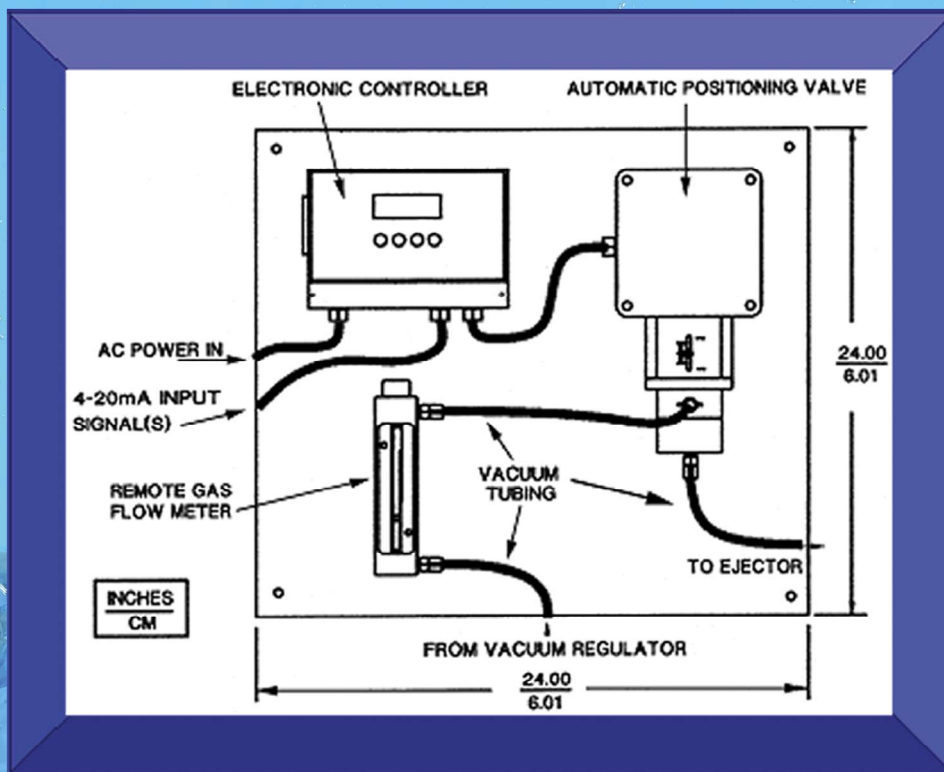 ELECTRONIC CONTROLLER
AUTOMATIC POSITIONING VALVE
AC POWER IN
24.00
6.01
4-20mA INPUT
SIGNAL(S)
REMOTE GAS
FLOW METER
VACUUM
TUBING
TO EJECTOR
INCHES
CM
FROM VACUUM REGULATOR
24.00
6.01